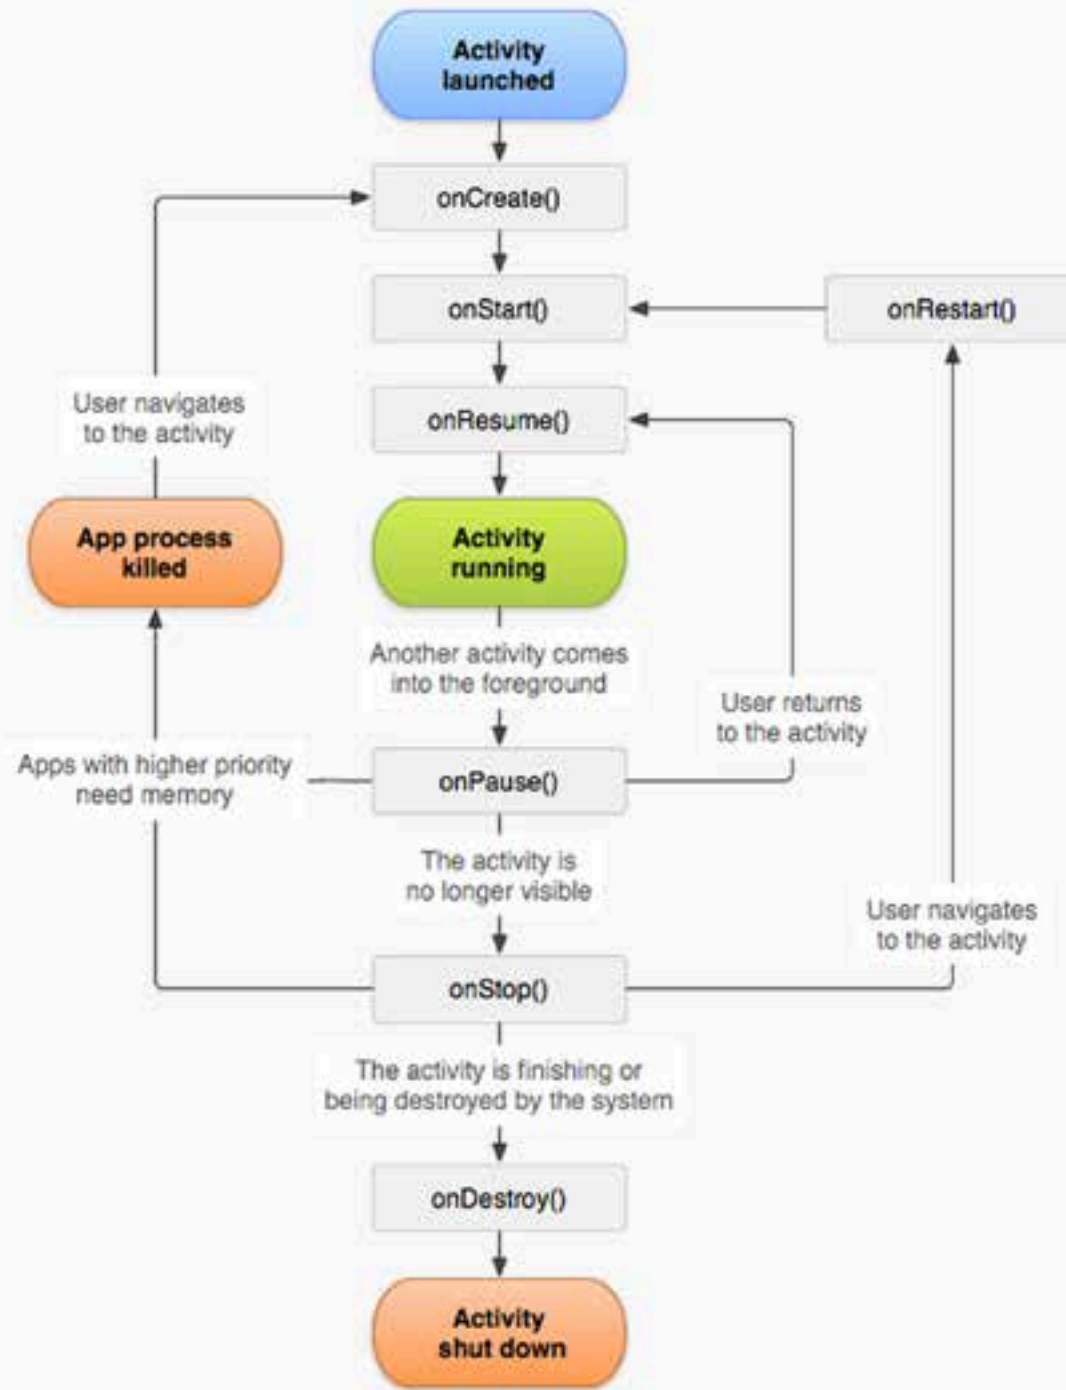 Activity
launched
onCreate()
onStart()
onRestart()
onResume()
User navigates
to the activity
App process
killed
Activity
running
Another activity comes
into the foreground
User returns
to the activity
Apps with higher priority
need memory
onPause()
The activity is
no longer visible
User navigates
to the activity
onStop()
The activity is finishing or
being destroyed by the system
onDestroy()
Activity
shut down